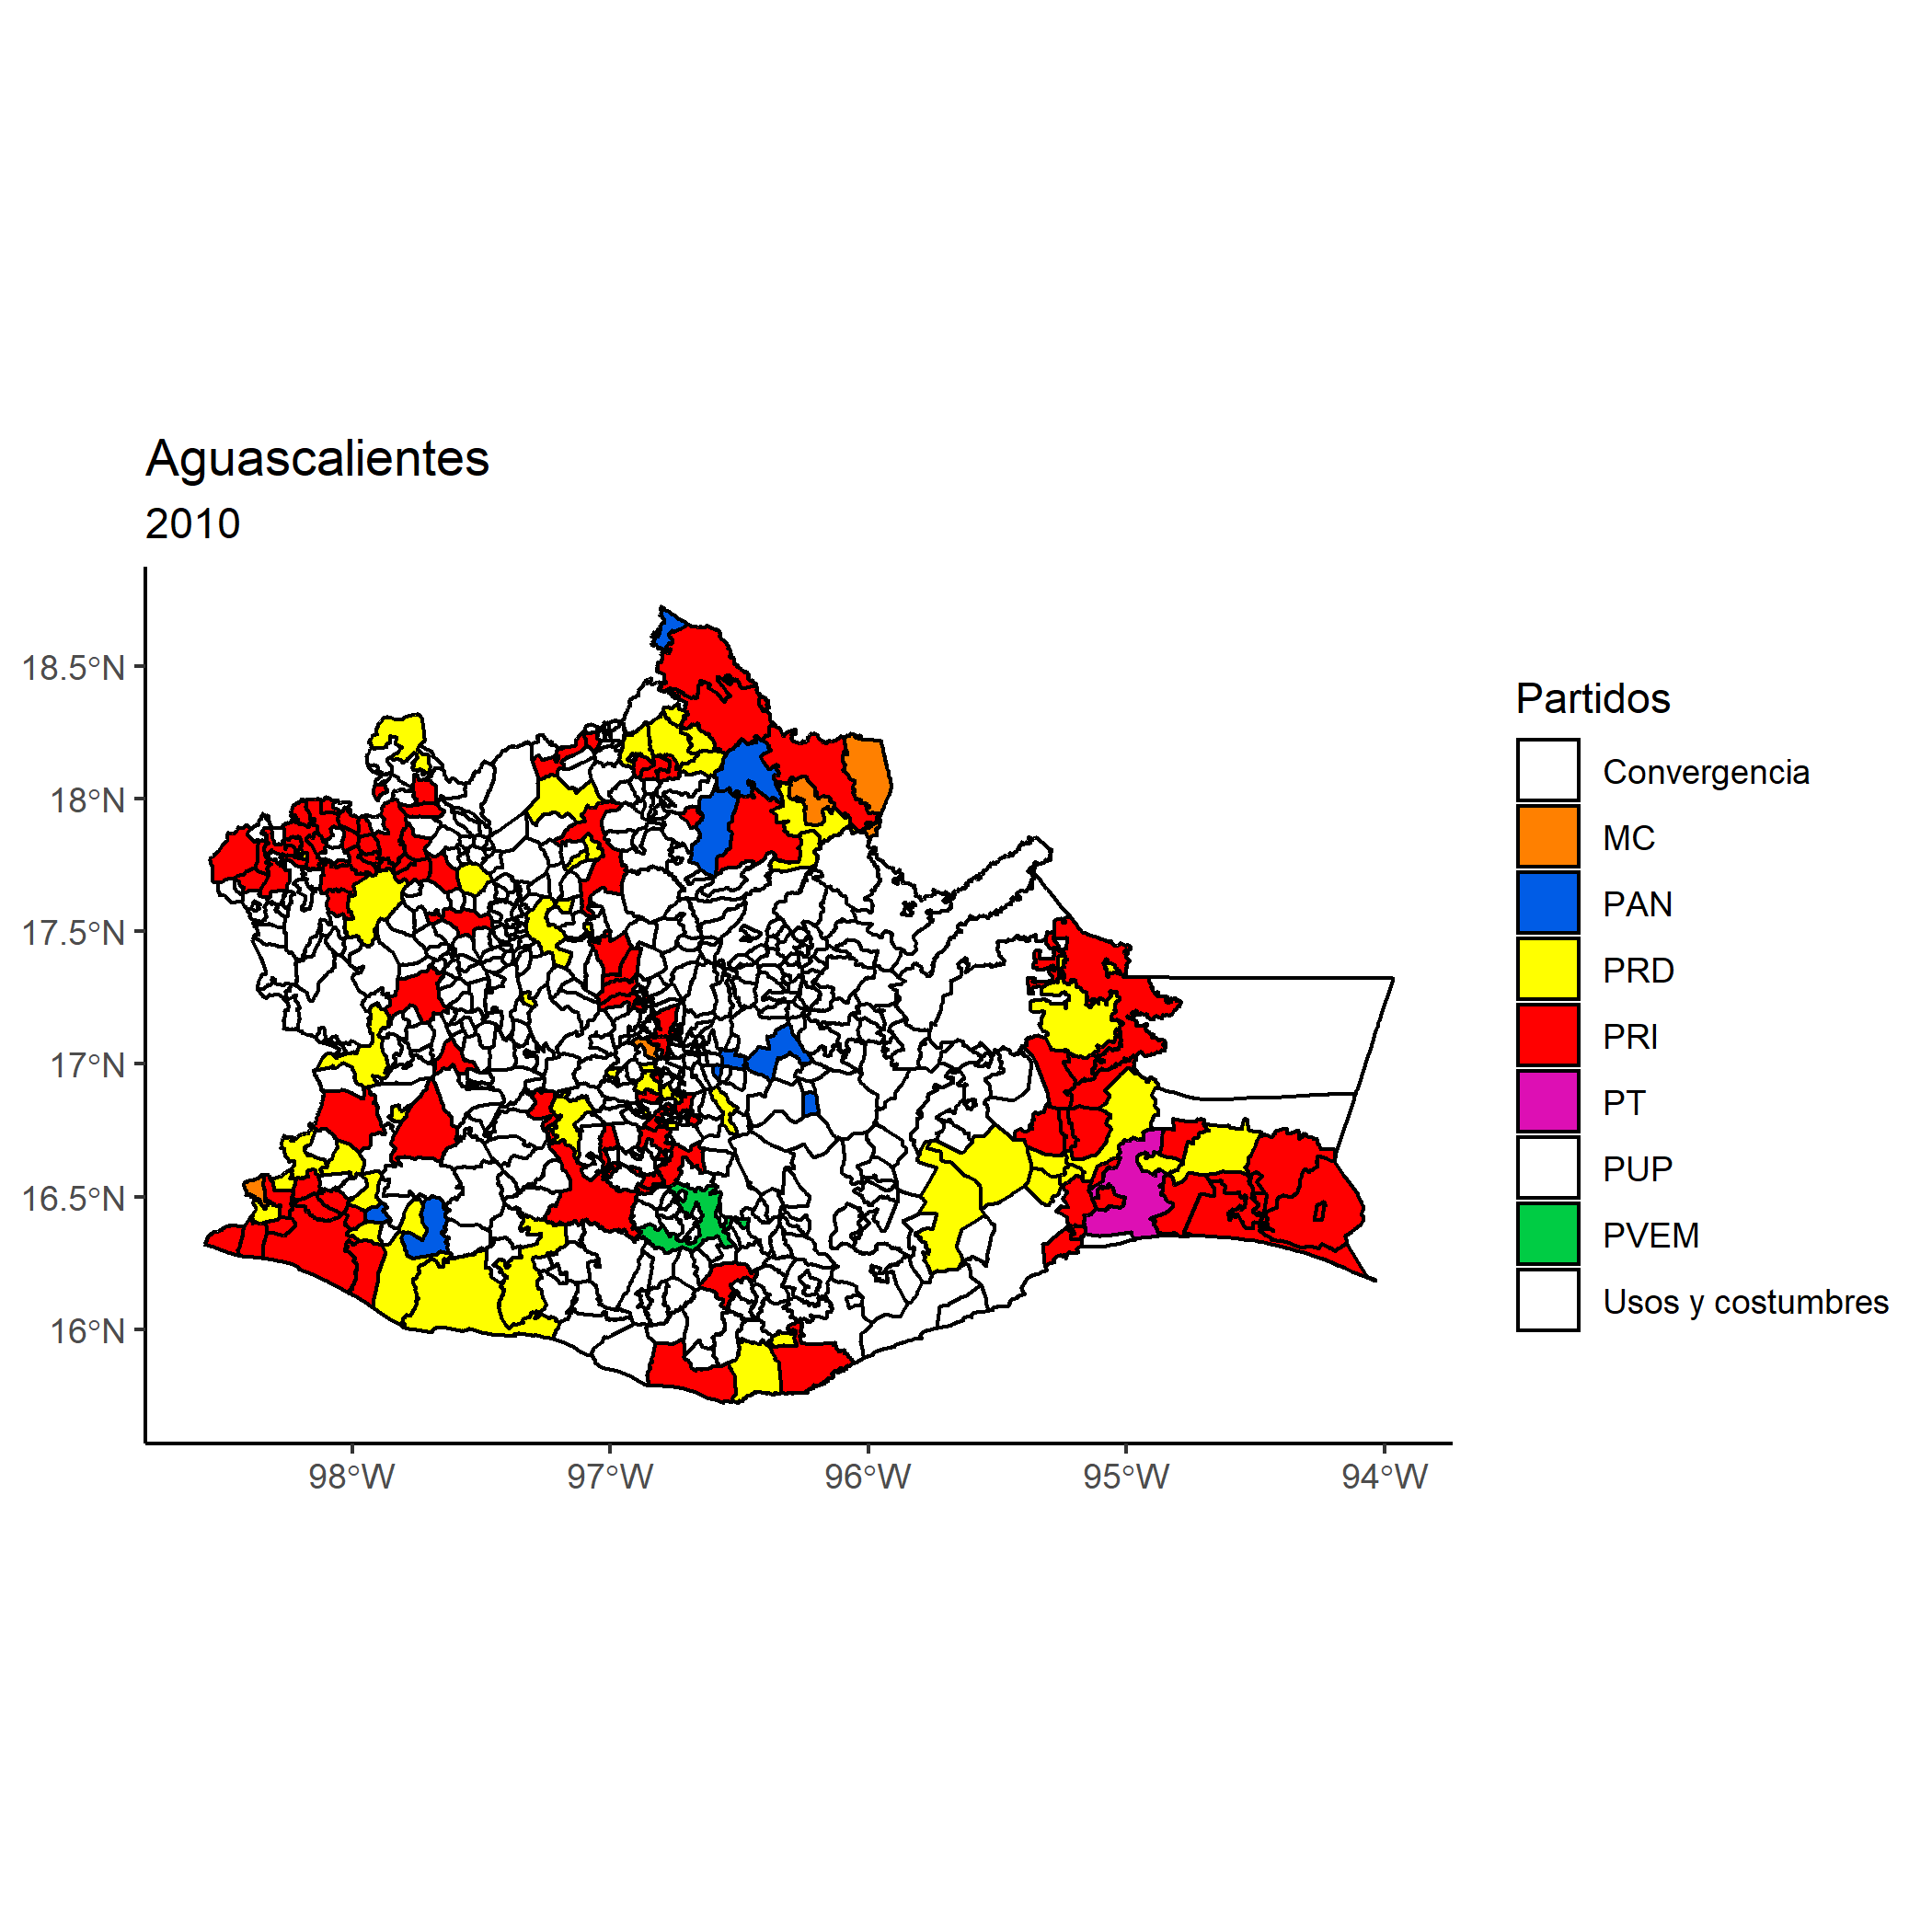 Aguascalientes
2010
18.5°N
18°N
17.5°N
17°N
16.5°N
16°N
98°W
97°W
96°W
95°W
94°W
Partidos
Convergencia
MC
PAN
PRD
PRI
PT
PUP
PVEM
Usos y costumbres